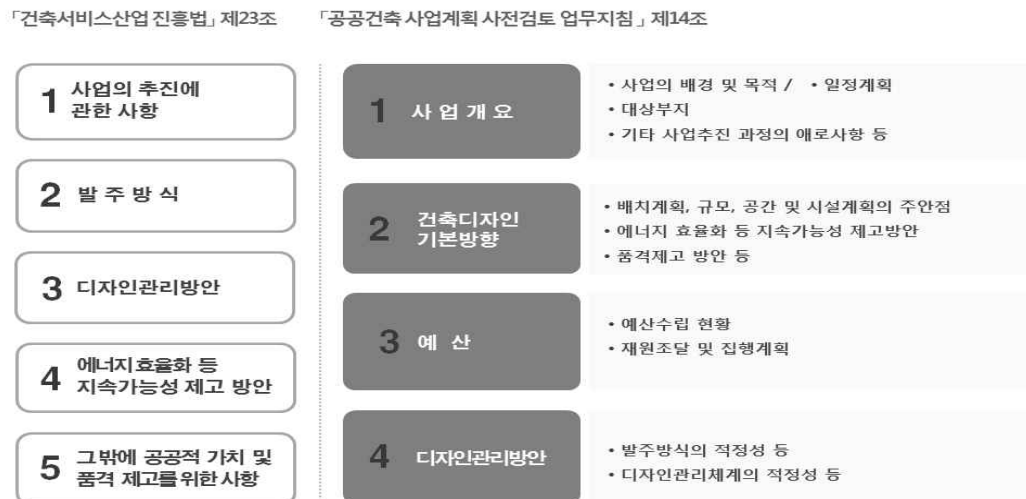 「건축서비스산업 진흥법」 제23조
「공공건축 사업계획 사전검토 업무지침」 제14조
1 사업의 추진에
관한 사항
2 발 주 방 식
3 디자인관리방안
4 에너지효율화 등
지속가능성 제고 방안
5 그밖에 공공적 가치 및
품격 제고를위한사항
1 사 업 개 요
• 사업의 배경 및 목적 / • 일정계획
• 대상부지
• 기타 사업추진 과정의 애로사항 등
2 건축디자인
기본방향
• 배치계획, 규모, 공간 및 시설계획의 주안점
• 에너지 효율화 등 지속가능성 제고방안
• 품격제고 방안 등
3 예 산
• 예산수립 현황
• 재원조달 및 집행계획
4 디자인관리방안
• 발주방식의 적정성 등
• 디자인관리체계의 적정성 등